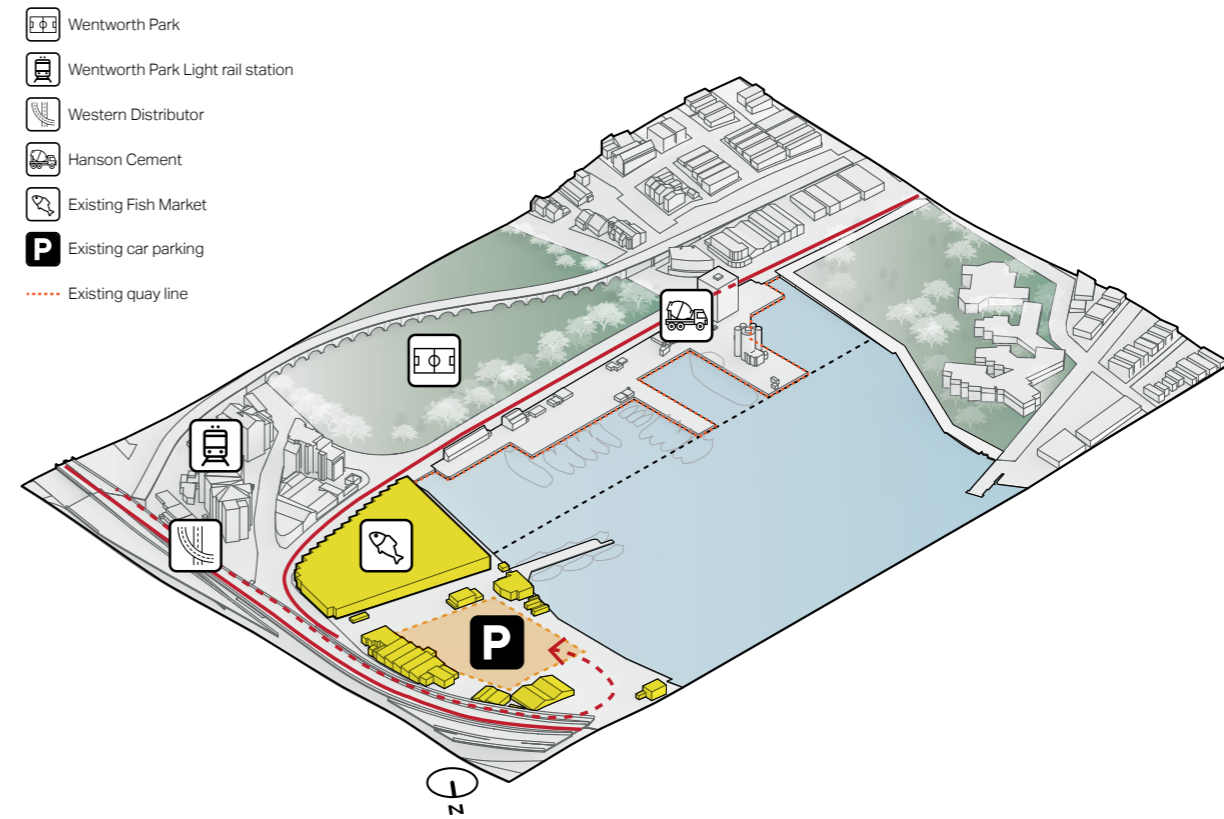 Wentworth Park
Wentworth Park Light rail station
Western Distributor
Hanson Cement
Existing Fish Market
P Existing car parking
Existing quay line
P
N